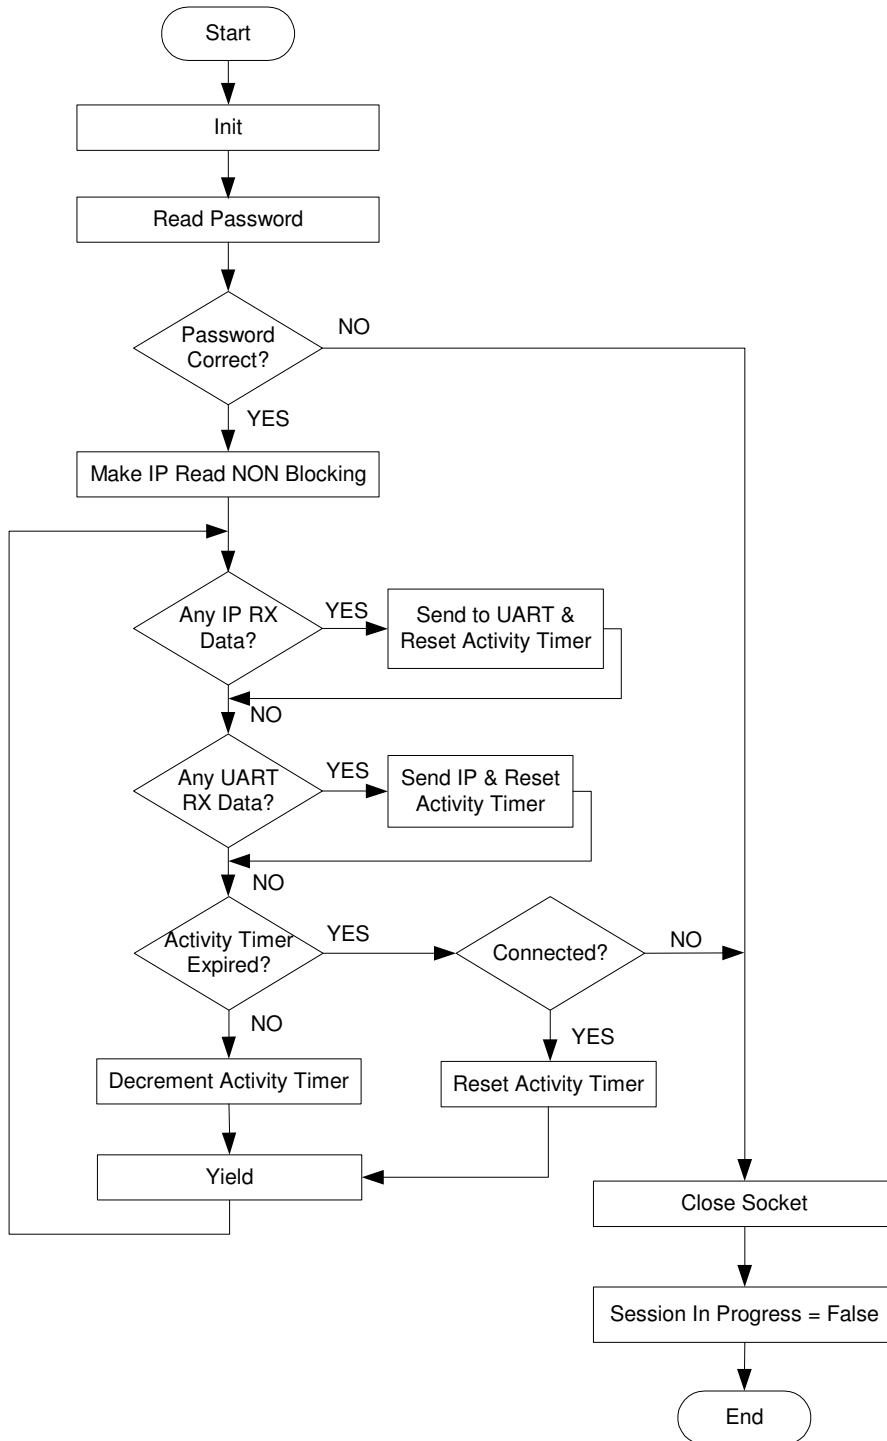 Start
Init
Read Password
Password
Correct?
NO
YES
Make IP Read NON Blocking
Any IP RX
Data?
YES
Send to UART &
Reset Activity Timer
NO
Any UART
RX Data?
YES
Send IP & Reset
Activity Timer
NO
Activity Timer
Expired?
YES
Connected?
NO
NO
YES
Decrement Activity Timer
Reset Activity Timer
Yield
Close Socket
Session In Progress = False
End